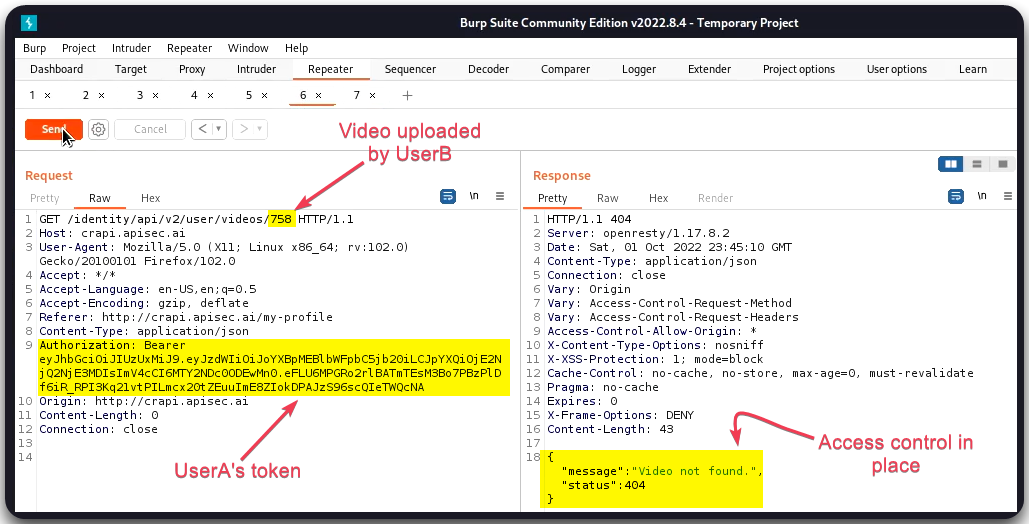 Burp Suite Community Edition v2022.8.4 - Temporary Project
Burp Project Intruder Repeater Window Help
Dashboard Target Proxy Intruder Repeater Sequencer Decoder Comparer Logger Extender Project options User options Learn
1 × 2 × 3 × 4 × 5 × 6 × 7 × +
Send Cancel < >
Video uploaded
by UserB
Request
Pretty Raw Hex \n
1 GET /identity/api/v2/user/videos/758 HTTP/1.1
2 Host: crapi.apisec.ai
3 User-Agent: Mozilla/5.0 (X11; Linux x86_64; rv:102.0)
Gecko/20100101 Firefox/102.0
4 Accept: */*
5 Accept-Language: en-US,en;q=0.5
6 Accept-Encoding: gzip, deflate
7 Referer: http://crapi.apisec.ai/my-profile
8 Content-Type: application/json
9 Authorization: Bearer
eyJhbGciOiJIUzUxMiJ9.eyJzdWIiOiJoYXBpMEBlbWFpbC5jb20iLCJpYXQiOjE2N
jQ2NjE3MDIsImV4cCI6MTY2NDc0ODEwMn0.eFLU6MPGRo2rlBATmTEsM3Bo7PBzPlD
f6iR_RPI3Kq2lvtPILmcx20tZEuuImE8ZIokDPAJzS96scQIeTWQcNA
10 Origin: http://crapi.apisec.ai
11 Content-Length: 0
12 Connection: close
13
14
UserA's token
Response
Pretty Raw Hex Render \n
1 HTTP/1.1 404
2 Server: openresty/1.17.8.2
3 Date: Sat, 01 Oct 2022 23:45:10 GMT
4 Content-Type: application/json
5 Connection: close
6 Vary: Origin
7 Vary: Access-Control-Request-Method
8 Vary: Access-Control-Request-Headers
9 Access-Control-Allow-Origin: *
10 X-Content-Type-Options: nosniff
11 X-XSS-Protection: 1; mode=block
12 Cache-Control: no-cache, no-store, max-age=0, must-revalidate
13 Pragma: no-cache
14 Expires: 0
15 X-Frame-Options: DENY
16 Content-Length: 43
17
18 {
"message":"Video not found.",
"status":404
}
Access control in
place